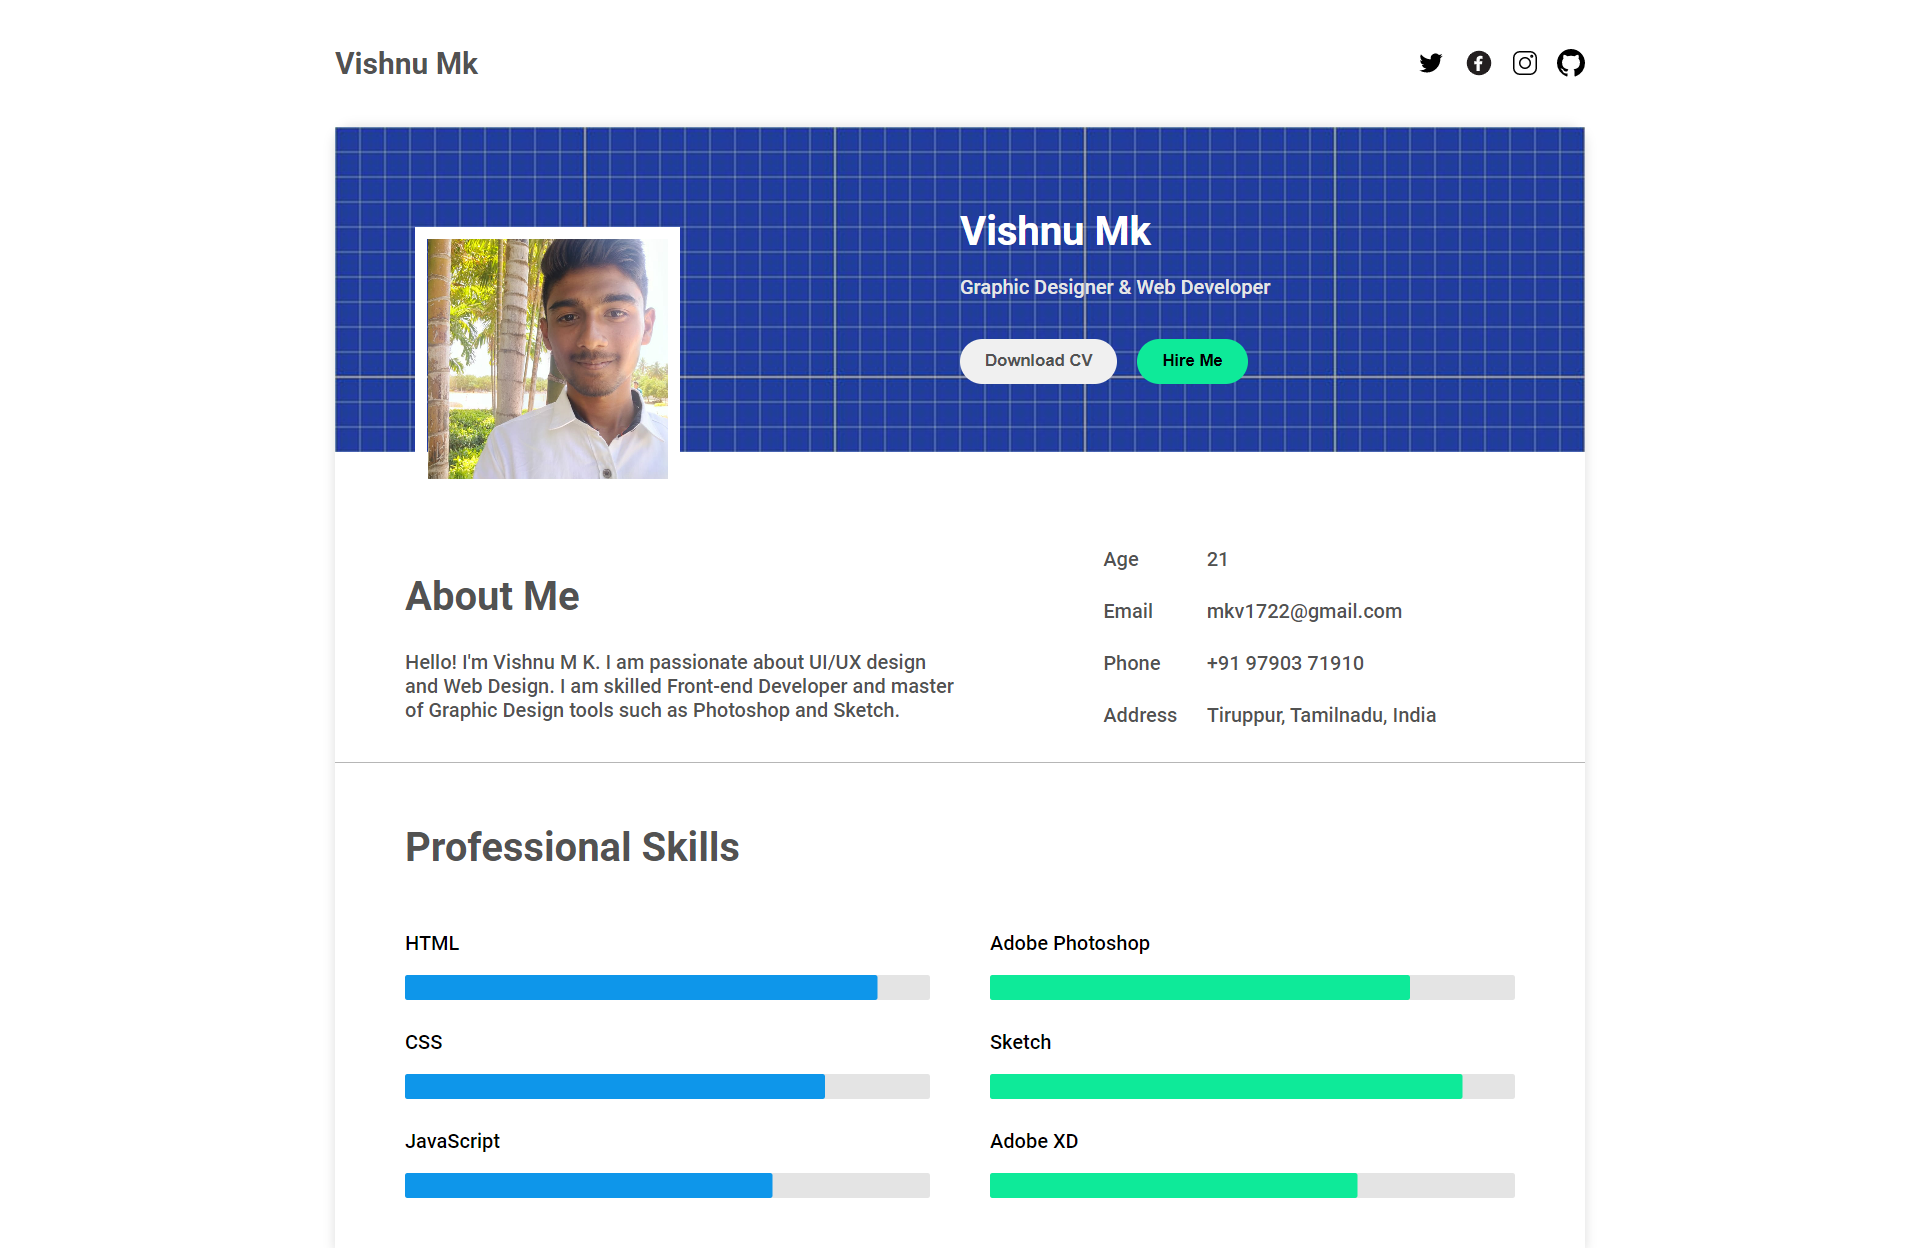 Vishnu Mk
Vishnu Mk
Graphic Designer & Web Developer
Download CV
Hire Me
About Me
Hello! I'm Vishnu M K. I am passionate about UI/UX design
and Web Design. I am skilled Front-end Developer and master
of Graphic Design tools such as Photoshop and Sketch.
Age 21
Email mkv1722@gmail.com
Phone +91 97903 71910
Address Tiruppur, Tamilnadu, India
Professional Skills
HTML
CSS
JavaScript
Adobe Photoshop
Sketch
Adobe XD